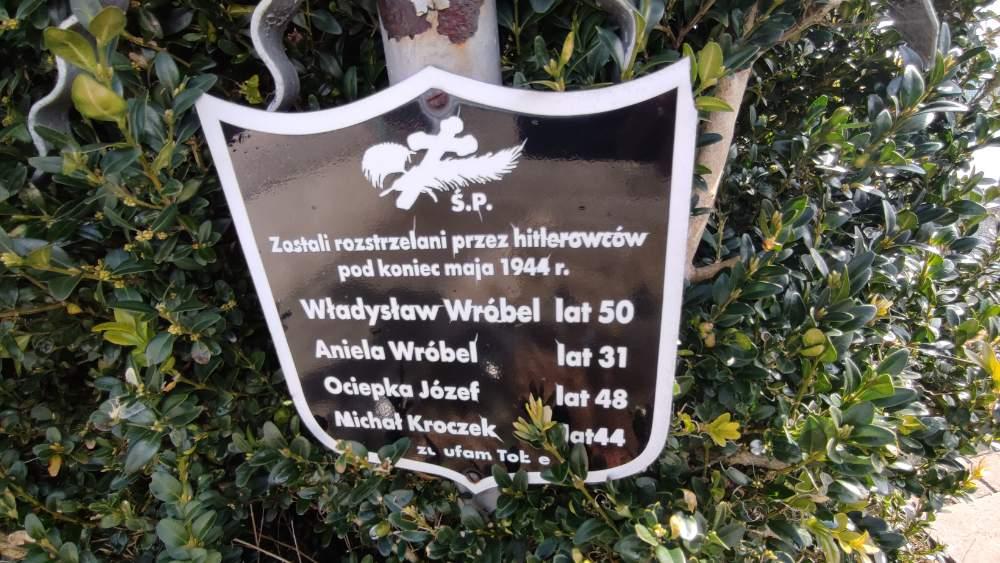 Ś.P.
Zostali rozstrzelani przez hitlerowców
pod koniec maja 1944 r.
Władysław Wróbel lat 50
Aniela Wróbel lat 31
Ociepka Józef lat 48
Michał Kroczek lat 44
ufam